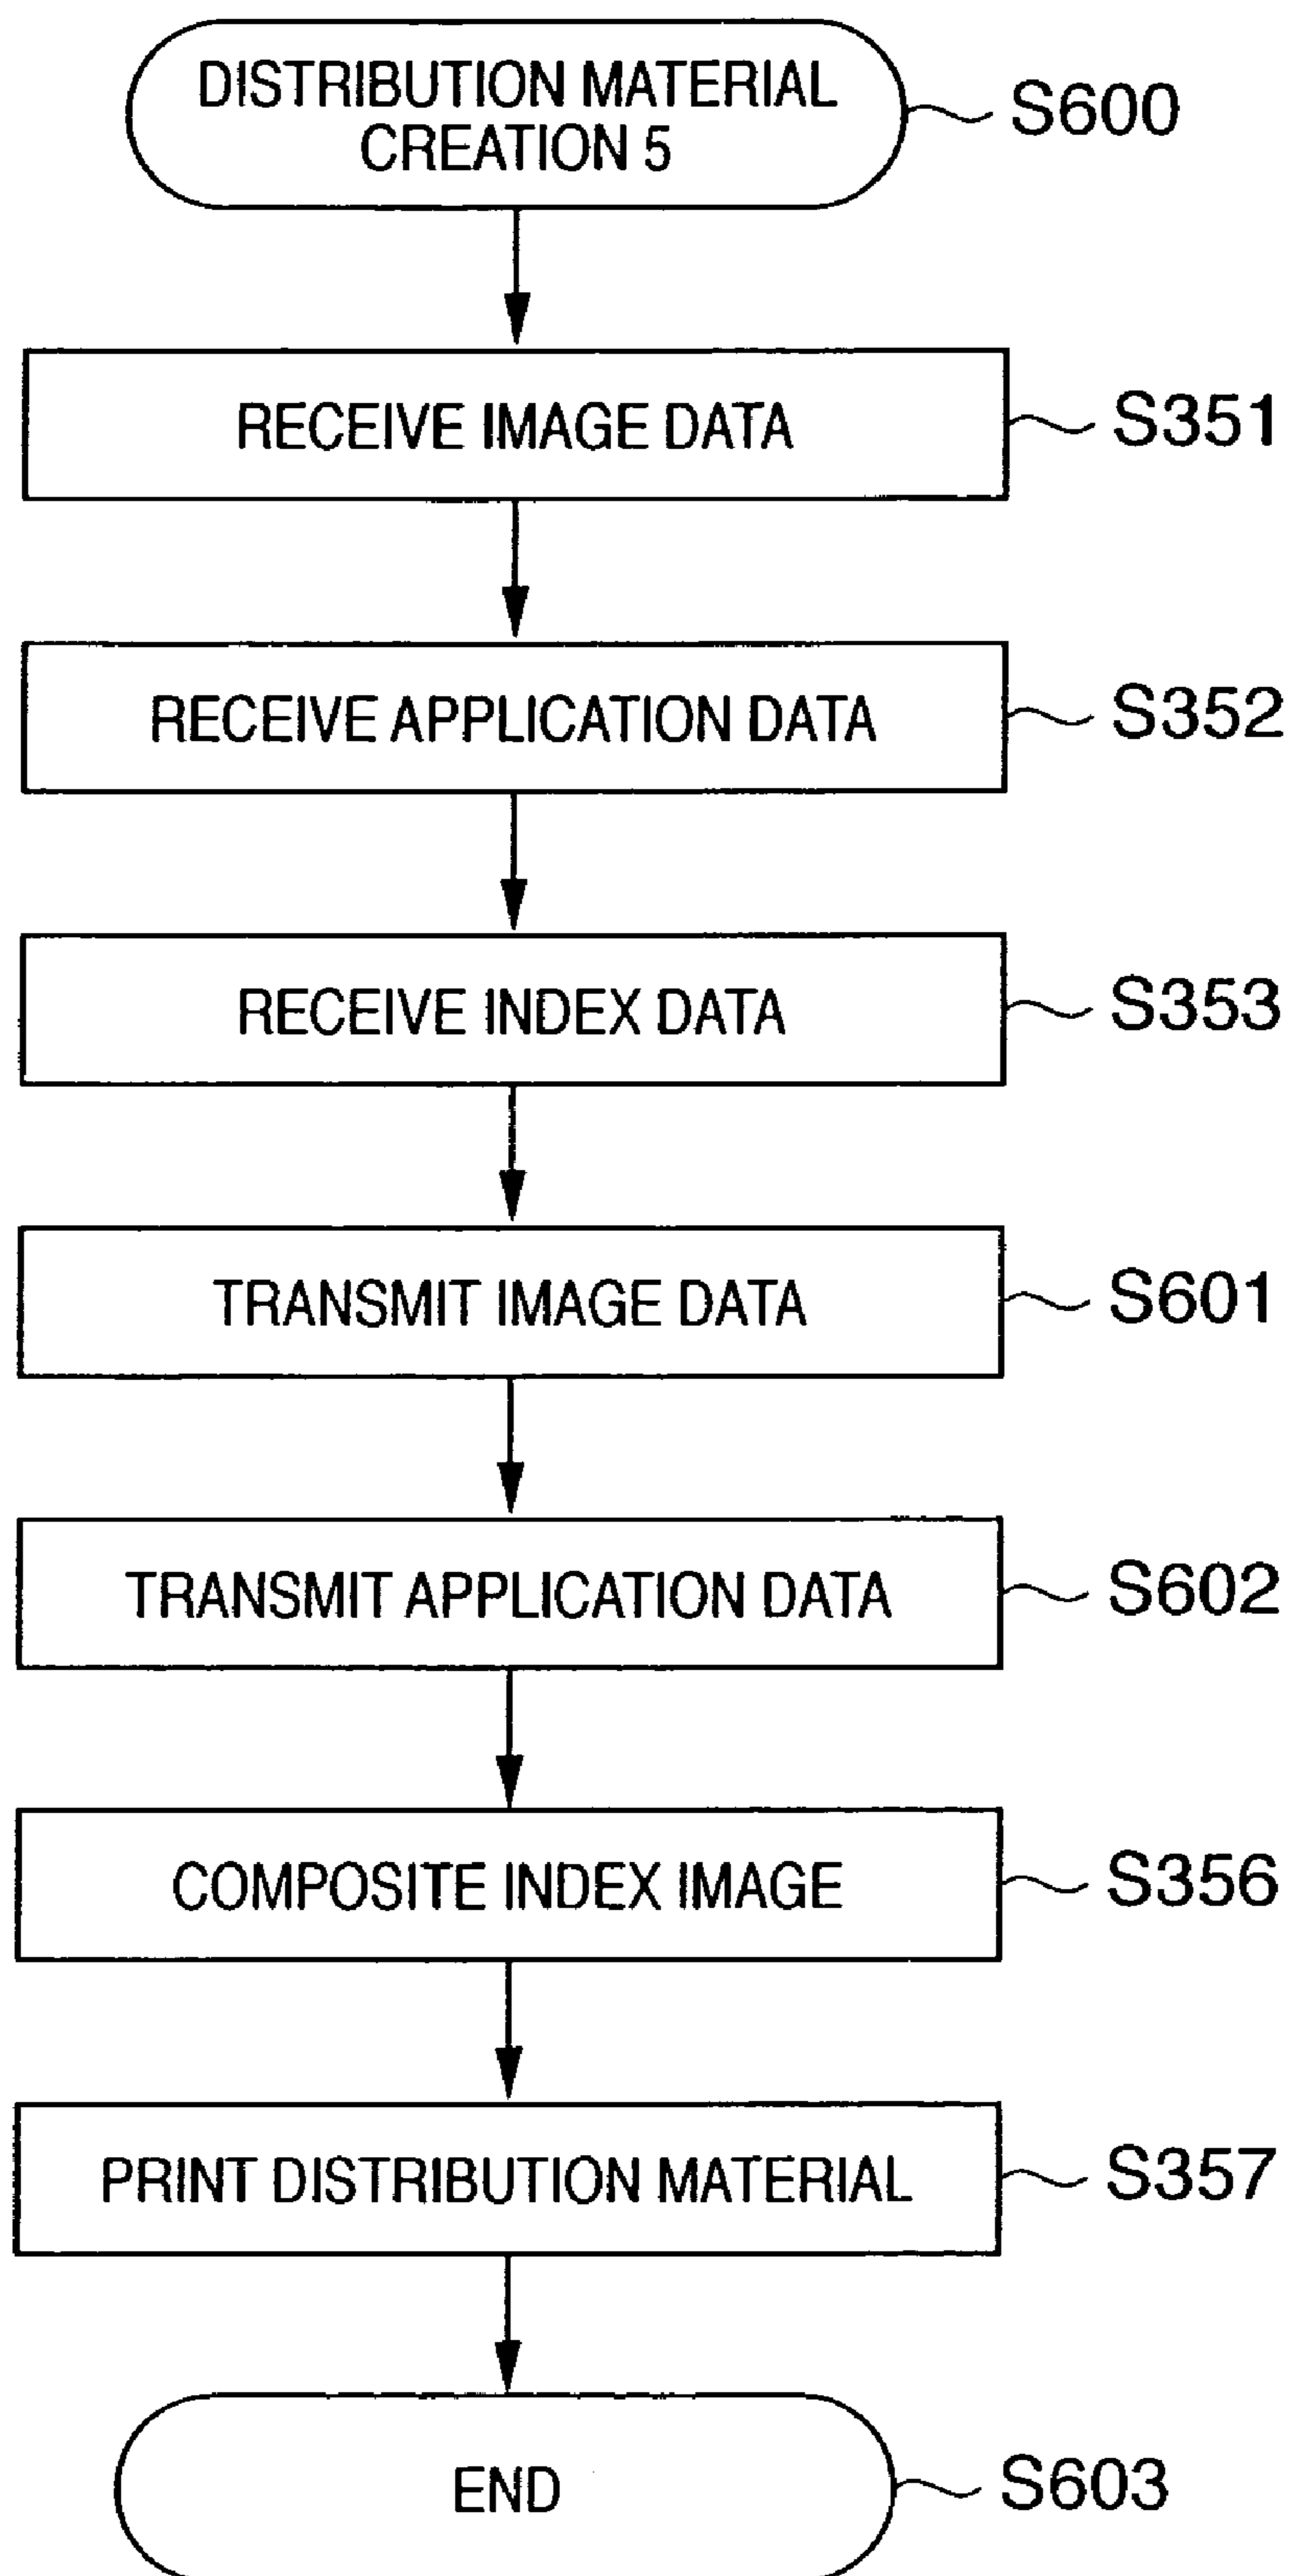 DISTRIBUTION MATERIAL
CREATION 5
S600
RECEIVE IMAGE DATA
S351
RECEIVE APPLICATION DATA
S352
RECEIVE INDEX DATA
S353
TRANSMIT IMAGE DATA
S601
TRANSMIT APPLICATION DATA
S602
COMPOSITE INDEX IMAGE
S356
PRINT DISTRIBUTION MATERIAL
S357
END
S603